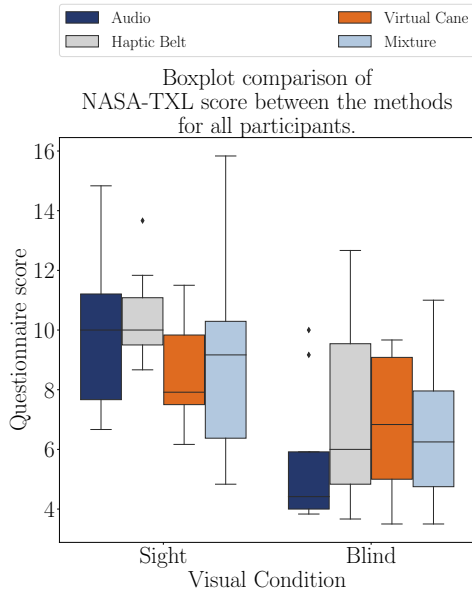 Audio
Haptic Belt
Virtual Cane
Mixture
Boxplot comparison of
NASA-TXL score between the methods
for all participants.
16
14
12
10
8
6
4
Questionnaire score
Sight
Blind
Visual Condition